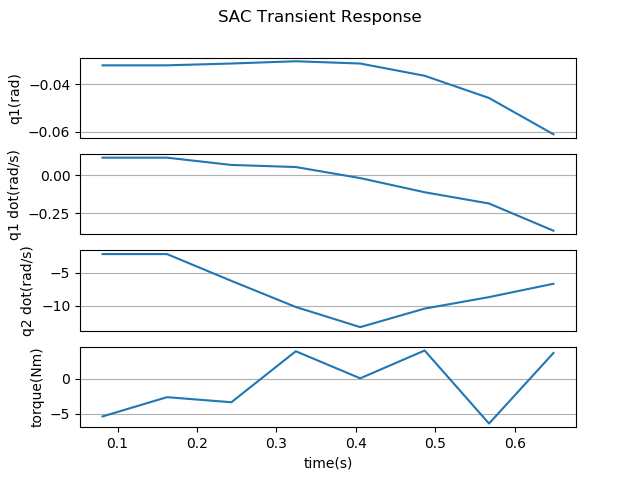 SAC Transient Response
q1(rad)
−0.04
−0.06
q1 dot(rad/s)
0.00
−0.25
q2 dot(rad/s)
−5
−10
torque(Nm)
0
−5
0.1 0.2 0.3 0.4 0.5 0.6
time(s)